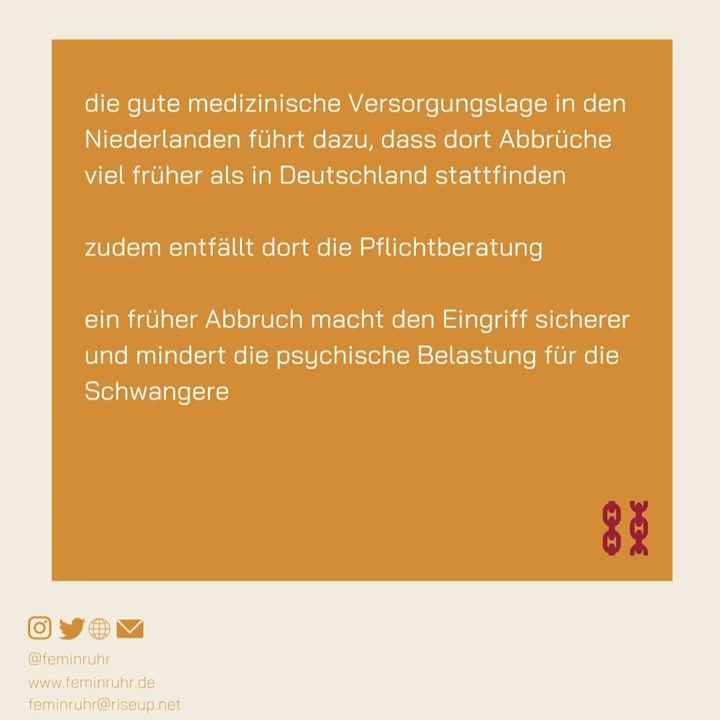 die gute medizinische Versorgungslage in den
Niederlanden führt dazu, dass dort Abbrüche
viel früher als in Deutschland stattfinden
zudem entfällt dort die Pflichtberatung
ein früher Abbruch macht den Eingriff sicherer
und mindert die psychische Belastung für die
Schwangere
@feminruhr
www.feminruhr.de
feminruhr@riseup.net